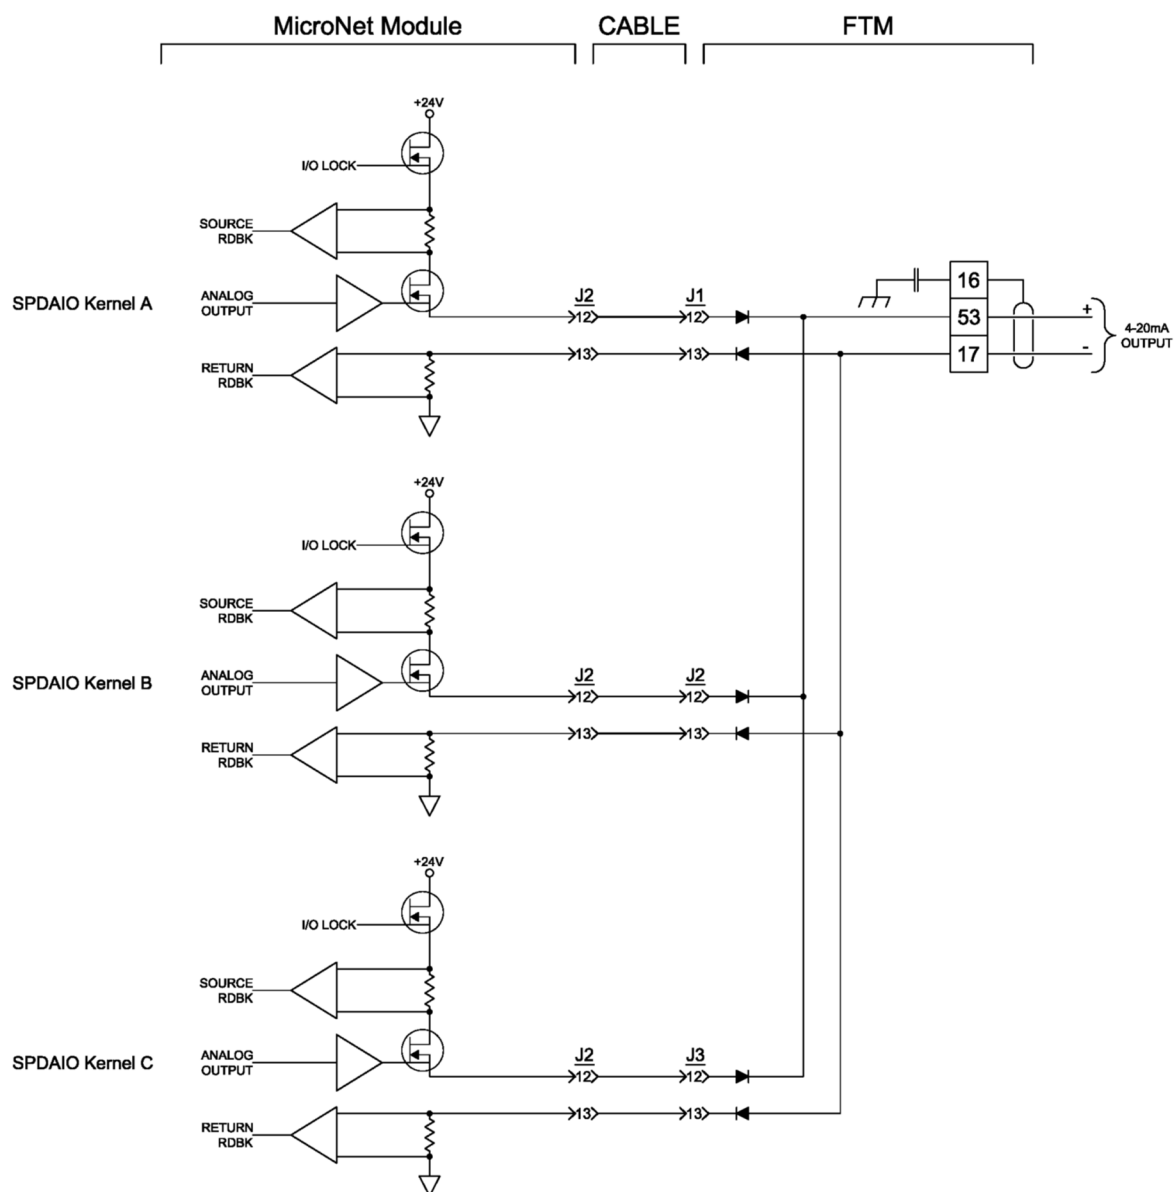 MicroNet Module CABLE FTM
+24V
I/O LOCK
SOURCE
RDBK
SPDAIO Kernel A
ANALOG
OUTPUT
J2 J1
12 12
RETURN
RDBK
13 13
16
53
17
+
-
4-20mA
OUTPUT
+24V
I/O LOCK
SOURCE
RDBK
SPDAIO Kernel B
ANALOG
OUTPUT
J2 J2
12 12
RETURN
RDBK
13 13
+24V
I/O LOCK
SOURCE
RDBK
SPDAIO Kernel C
ANALOG
OUTPUT
J2 J3
12 12
RETURN
RDBK
13 13